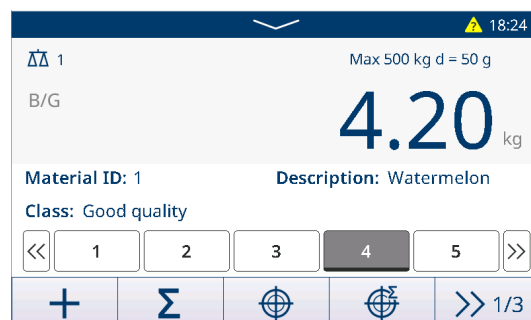 18:24
1 Max 500 kg d = 50 g
B/G
4.20 kg
Material ID: 1 Description: Watermelon
Class: Good quality
<< 1 2 3 4 5 >>
+ Σ Σ >> 1/3